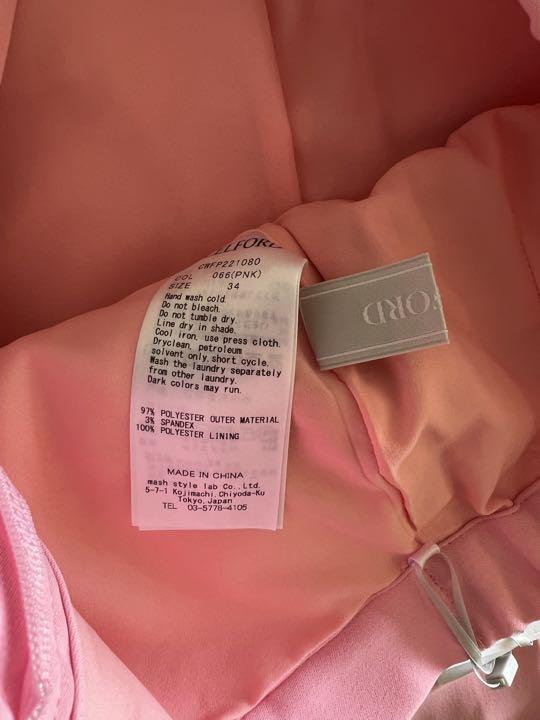 LLFORD
CWFP221080
COL 066(PNK)
SIZE 34
Hand wash cold.
Do not bleach.
Do not tumble dry.
Line dry in shade.
Cool iron, use press cloth.
Dryclean, petroleum
solvent only,short cycle.
Wash the laundry separately
from other laundry.
Dark colors may run.
97% POLYESTER OUTER MATERIAL
3% SPANDEX
100% POLYESTER LINING
MADE IN CHINA
mash style lab Co.,Ltd.
5-7-1 Kojimachi,Chiyoda-Ku
Tokyo,Japan
TEL 03-5778-4105
FORD